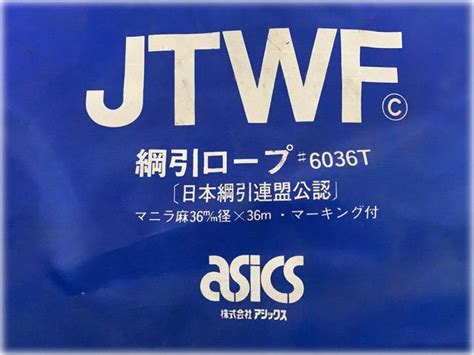 JTWF©
綱引ロープ #6036T
〔日本綱引連盟公認〕
マニラ麻36m/m径×36m・マーキング付
asics
株式会社 アシックス